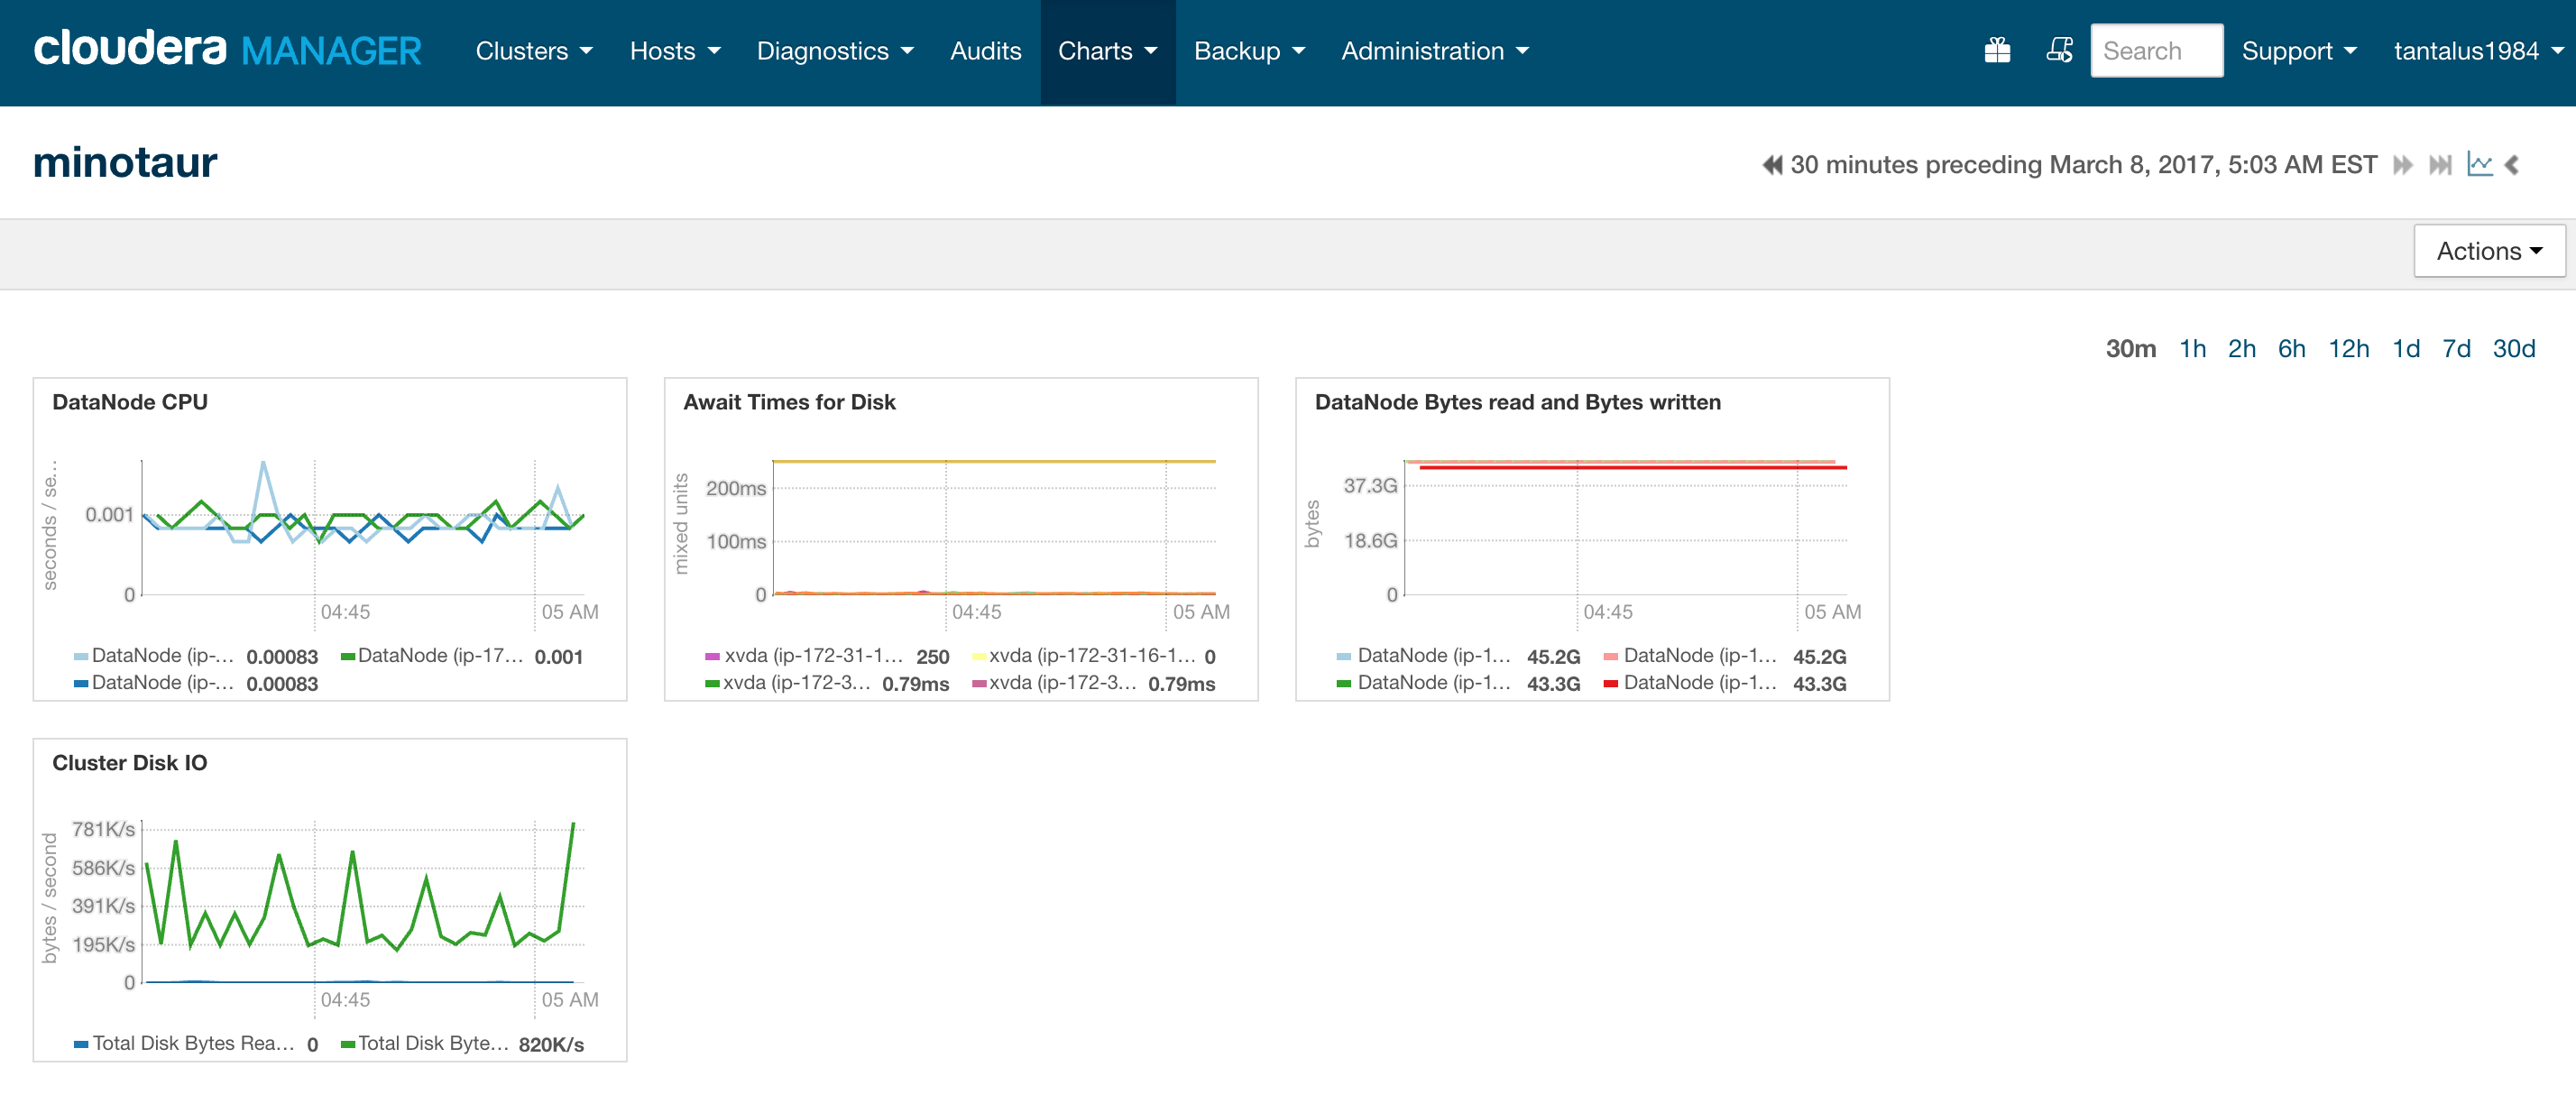 cloudera MANAGER Clusters Hosts Diagnostics Audits Charts Backup Administration Search Support tantalus1984
minotaur
30 minutes preceding March 8, 2017, 5:03 AM EST
Actions
30m 1h 2h 6h 12h 1d 7d 30d
DataNode CPU
seconds / se...
0.001
0
04:45 05 AM
DataNode (ip-... 0.00083 DataNode (ip-17... 0.001
DataNode (ip-... 0.00083
Await Times for Disk
mixed units
200ms
100ms
0
04:45 05 AM
xvda (ip-172-31-1... 250 xvda (ip-172-31-16-1... 0
xvda (ip-172-3... 0.79ms xvda (ip-172-3... 0.79ms
DataNode Bytes read and Bytes written
bytes
37.3G
18.6G
0
04:45 05 AM
DataNode (ip-1... 45.2G DataNode (ip-1... 45.2G
DataNode (ip-1... 43.3G DataNode (ip-1... 43.3G
Cluster Disk IO
bytes / second
781K/s
586K/s
391K/s
195K/s
0
04:45 05 AM
Total Disk Bytes Rea... 0 Total Disk Byte... 820K/s